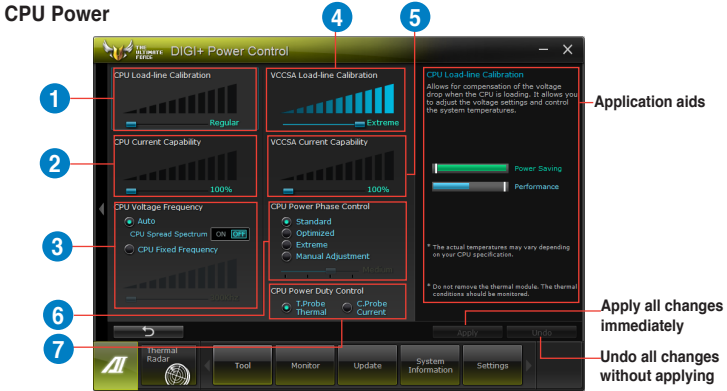 CPU Power
4
5
THE ULTIMATE FORCE
DIGI+ Power Control
1
CPU Load-line Calibration
Regular
VCCSA Load-line Calibration
Extreme
CPU Load-line Calibration
Allows for compensation of the voltage
drop when the CPU is loading. It allows you
to adjust the voltage settings and control
the system temperatures.
Application aids
2
CPU Current Capability
100%
VCCSA Current Capability
100%
Power Saving
Performance
3
CPU Voltage Frequency
Auto
CPU Spread Spectrum ON OFF
CPU Fixed Frequency
CPU Power Phase Control
Standard
Optimized
Extreme
Manual Adjustment
Medium
* The actual temperatures may vary depending
on your CPU specification.
* Do not remove the thermal module. The thermal
conditions should be monitored.
6
CPU Power Duty Control
T.Probe
Thermal
C.Probe
Current
7
Apply
Undo
Apply all changes
immediately
Undo all changes
without applying
AI
Thermal
Radar
Tool
Monitor
Update
System
Information
Settings